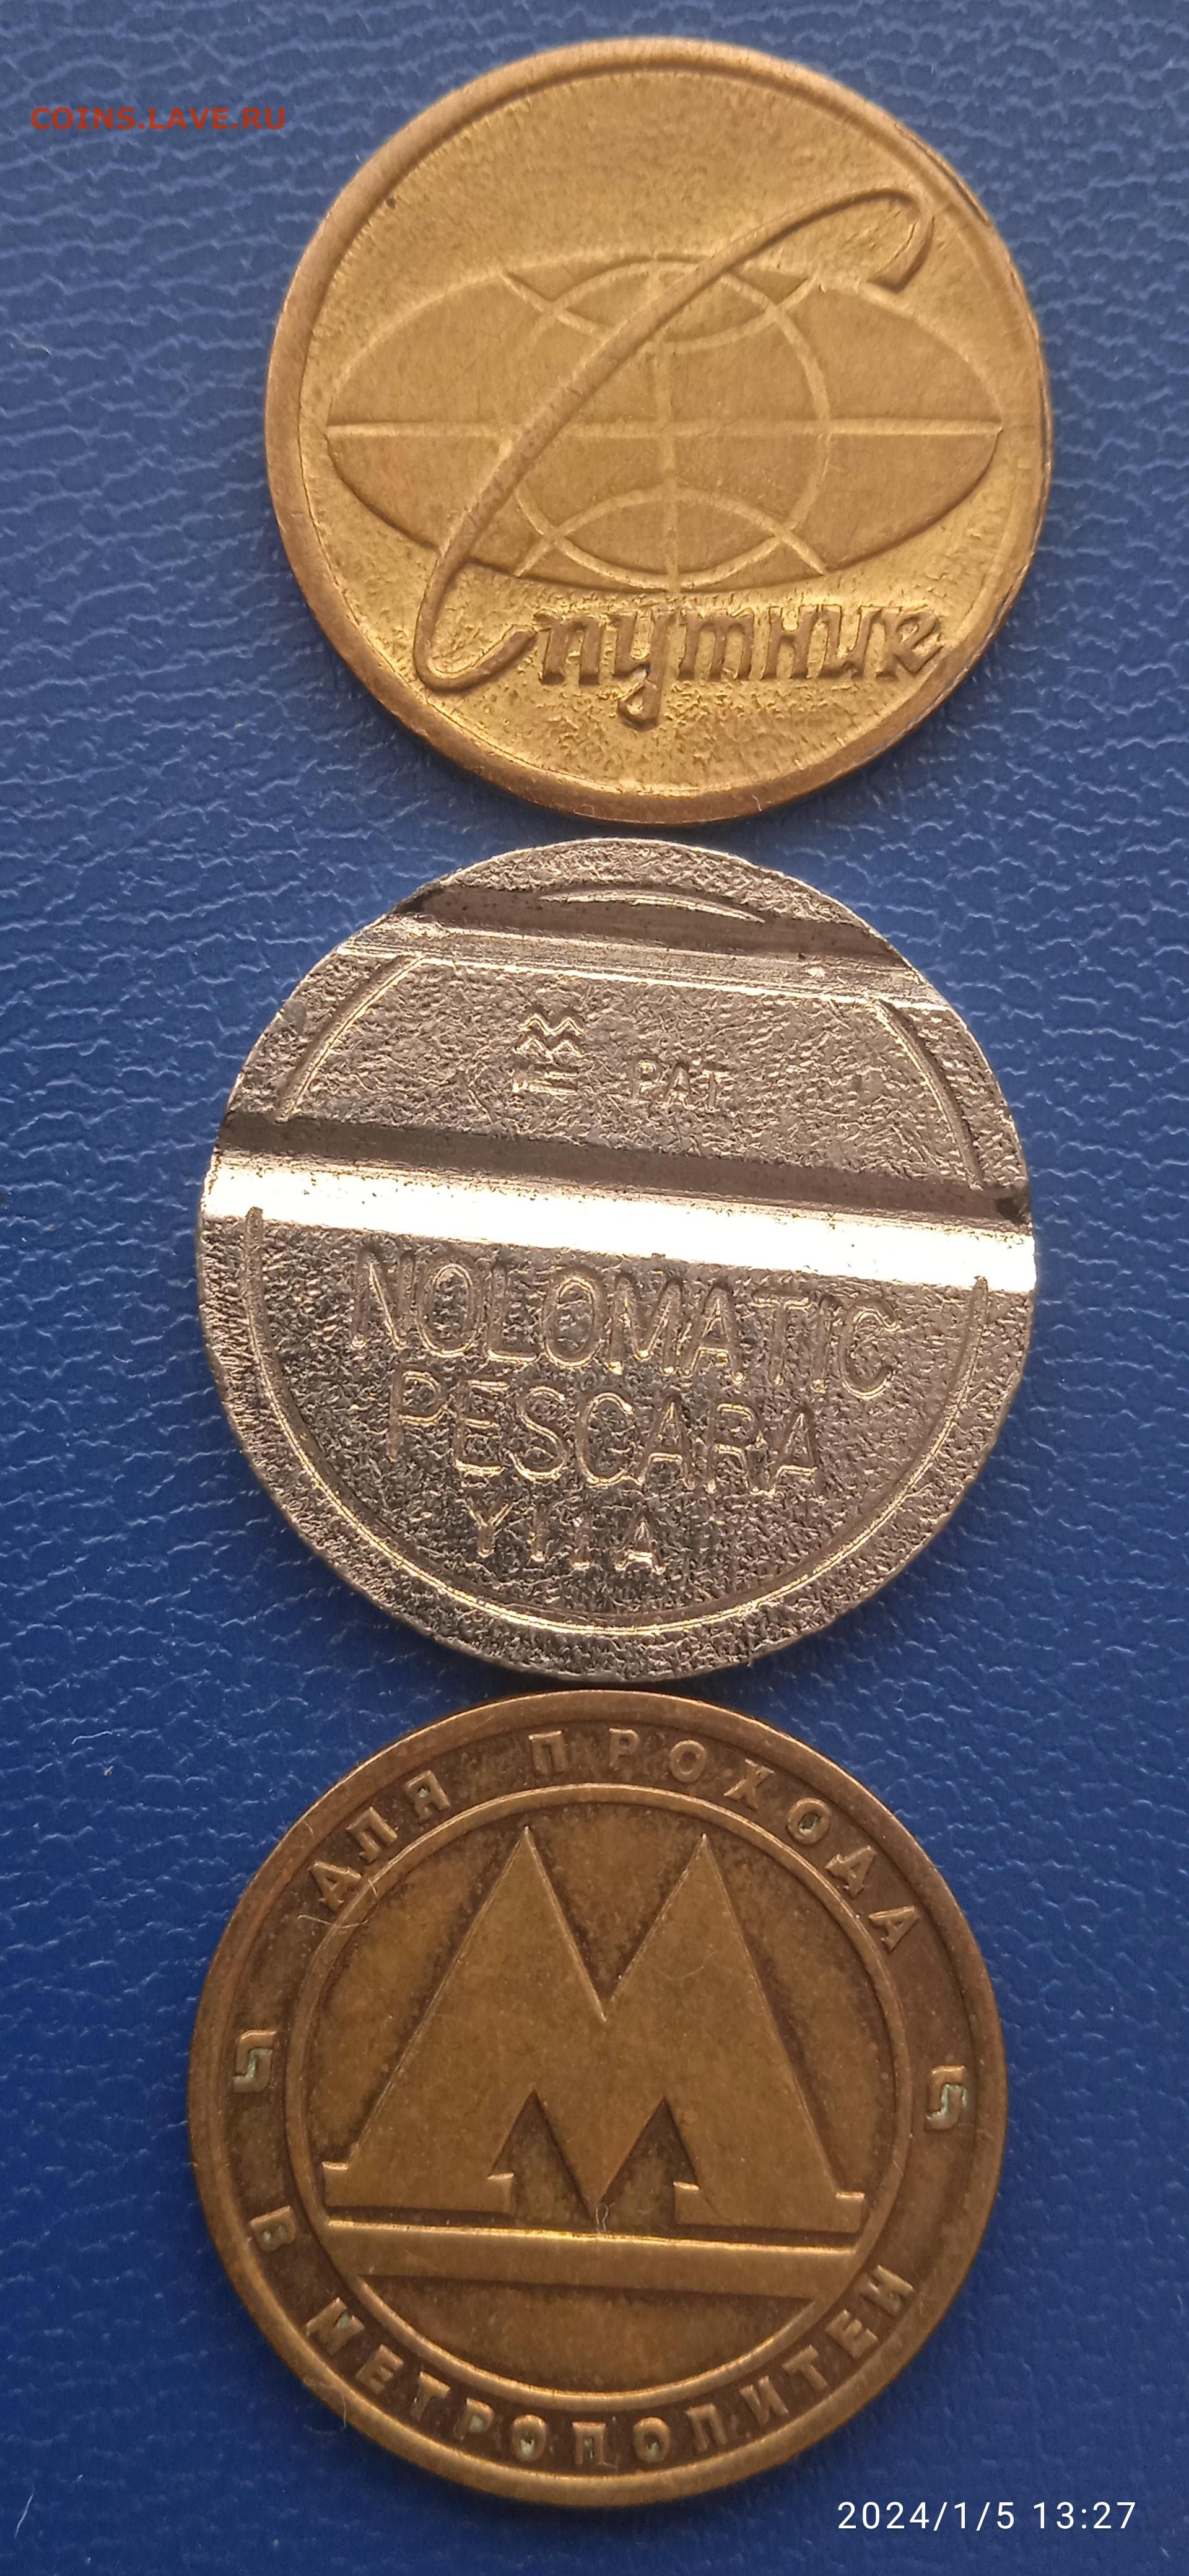 COINS.LAVE.RU
Спутник
PAT
NOLOMATIC
PESCARA
ДЛЯ ПРОХОДА
В МЕТРОПОЛИТЕН
2024/1/5 13:27